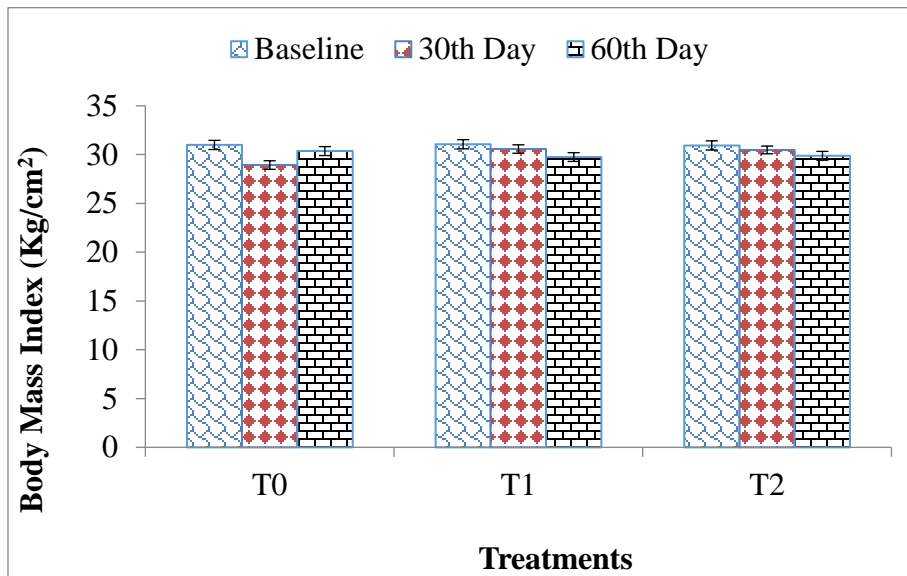 Baseline 30th Day 60th Day
35
30
25
20
15
10
5
0
Body Mass Index (Kg/cm²)
T0 T1 T2
Treatments